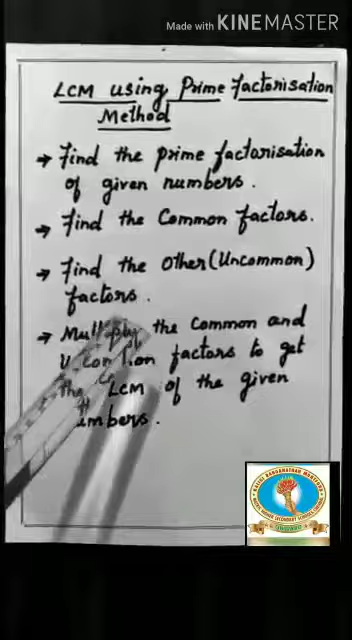 Made with KINEMASTER
LCM using Prime Factorisation
Method
→ Find the prime factorisation
of given numbers.
→ Find the Common factors.
→ Find the Other (Uncommon)
factors.
→ Multiply the Common and
factors to get
the LCM of the given